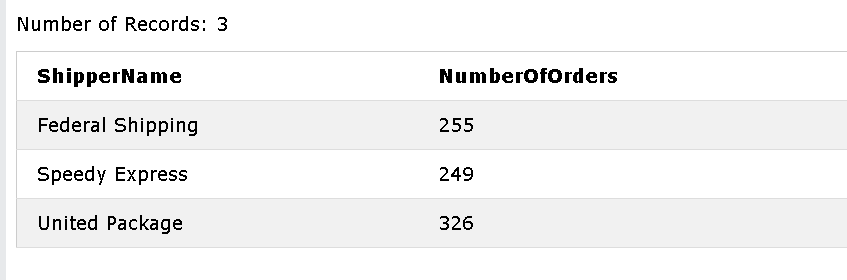 Number of Records: 3
ShipperName NumberOfOrders
Federal Shipping 255
Speedy Express 249
United Package 326